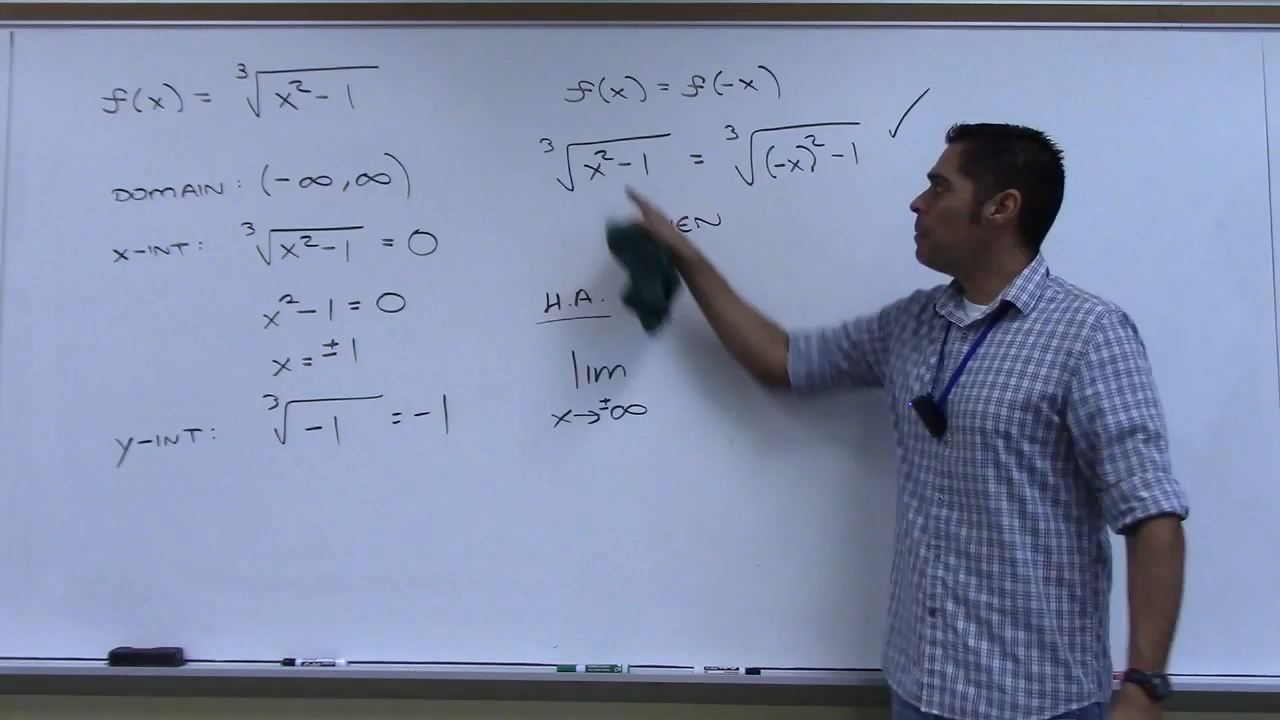 f(x) = ∛(x² - 1)
DOMAIN: (-∞, ∞)
X-INT: ∛(x² - 1) = 0
x² - 1 = 0
x = ± 1
Y-INT: ∛(-1) = -1
f(x) = f(-x)
∛(x² - 1) = ∛((-x)² - 1) ✓
H.A.
lim
x→±∞